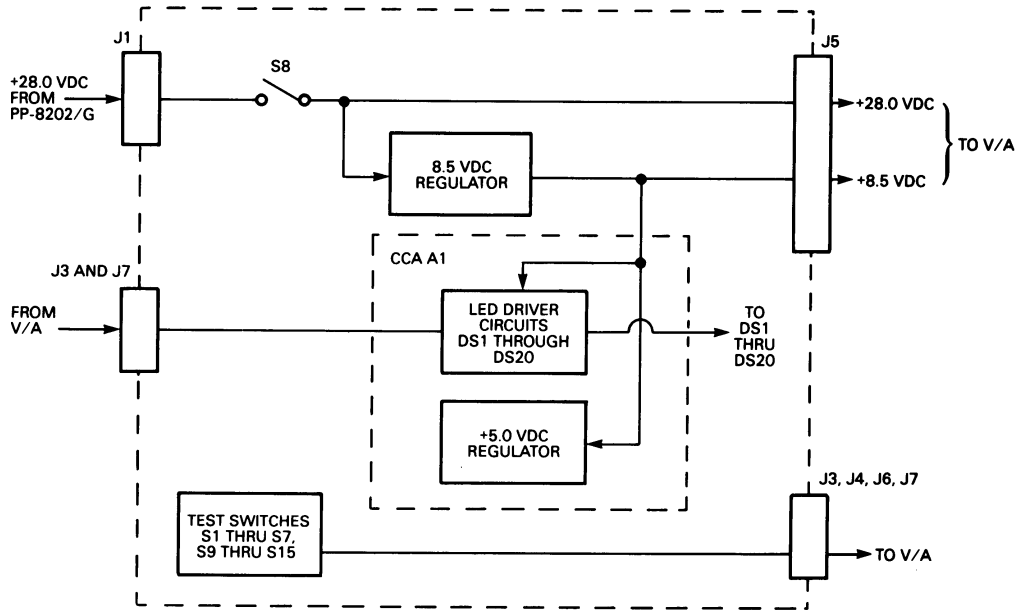 J1
J5
S8
+28.0 VDC
FROM
PP-8202/G
+28.0 VDC
TO V/A
+8.5 VDC
8.5 VDC
REGULATOR
CCA A1
J3 AND J7
FROM
V/A
LED DRIVER
CIRCUITS
DS1 THROUGH
DS20
TO
DS1
THRU
DS20
+5.0 VDC
REGULATOR
J3, J4, J6, J7
TEST SWITCHES
S1 THRU S7,
S9 THRU S15
TO V/A